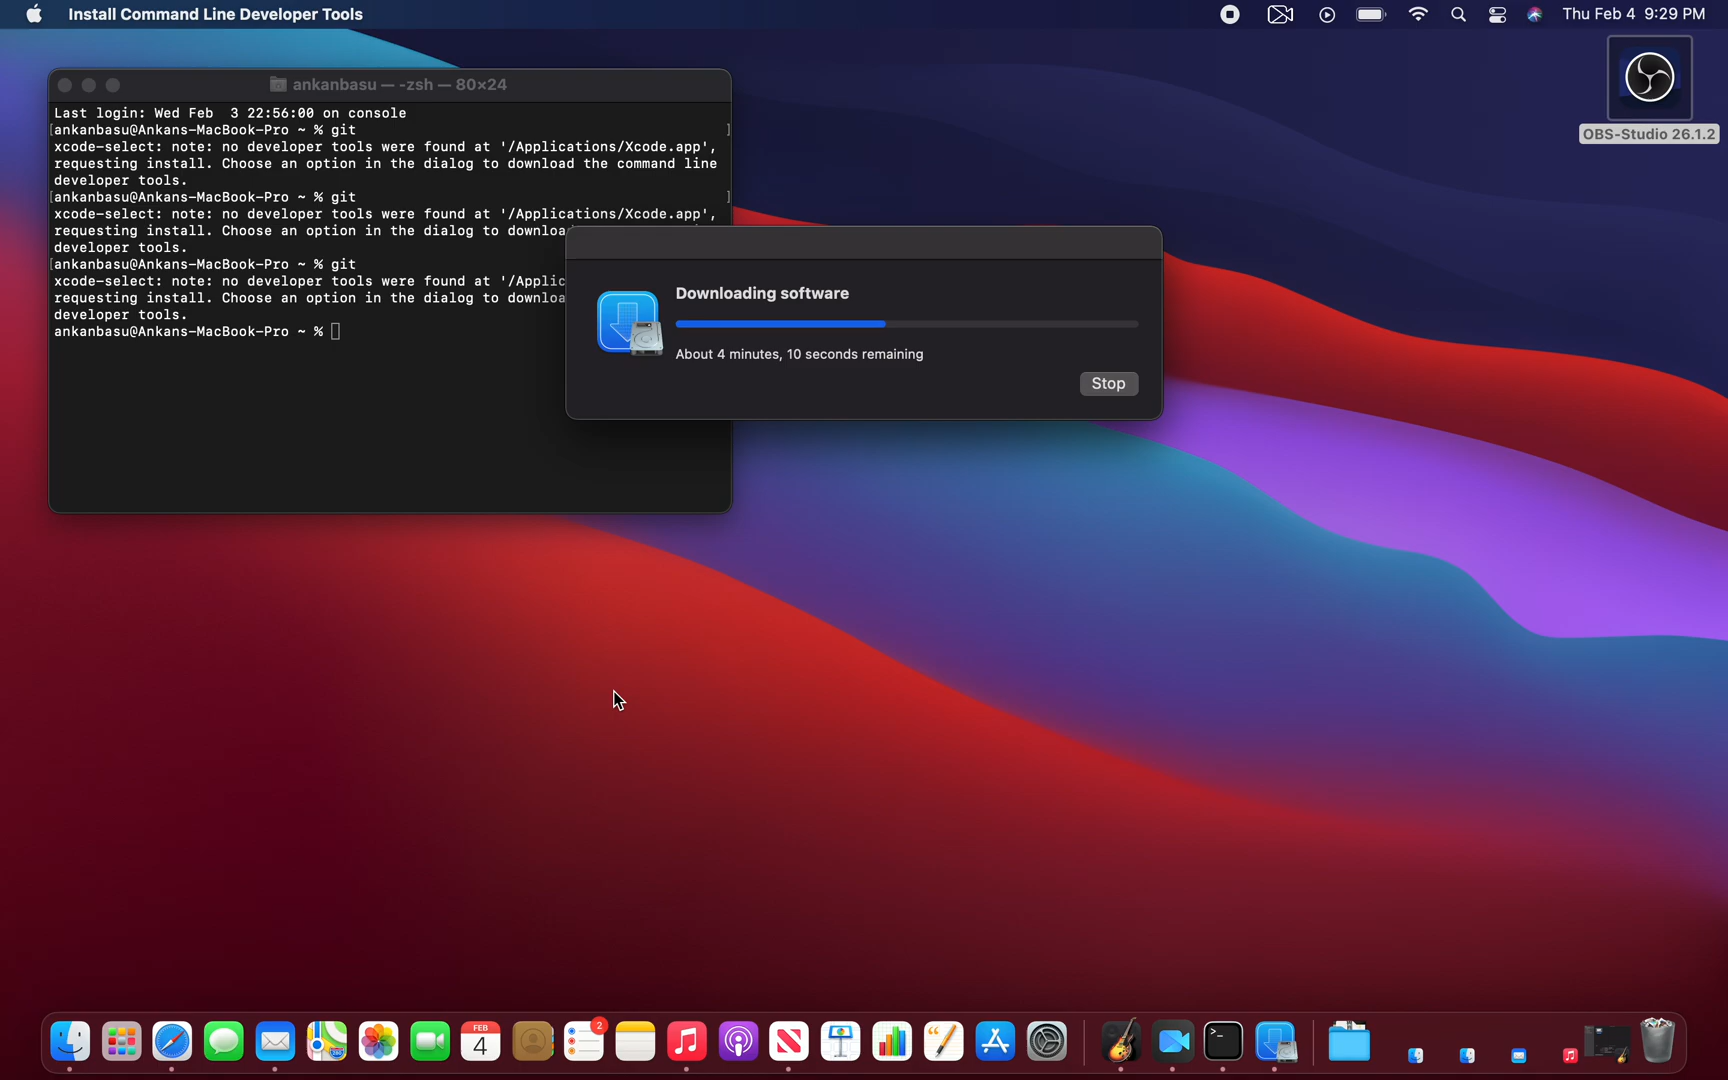 Install Command Line Developer Tools
Thu Feb 4 9:29 PM
OBS-Studio 26.1.2
ankanbasu — -zsh — 80×24
Last login: Wed Feb  3 22:56:00 on console
[ankanbasu@Ankans-MacBook-Pro ~ % git ]
xcode-select: note: no developer tools were found at '/Applications/Xcode.app',
requesting install. Choose an option in the dialog to download the command line
developer tools.
[ankanbasu@Ankans-MacBook-Pro ~ % git ]
xcode-select: note: no developer tools were found at '/Applications/Xcode.app',
requesting install. Choose an option in the dialog to downloa
developer tools.
[ankanbasu@Ankans-MacBook-Pro ~ % git
xcode-select: note: no developer tools were found at '/Applic
requesting install. Choose an option in the dialog to downloa
developer tools.
ankanbasu@Ankans-MacBook-Pro ~ %
Downloading software
About 4 minutes, 10 seconds remaining
Stop
FEB
4
2